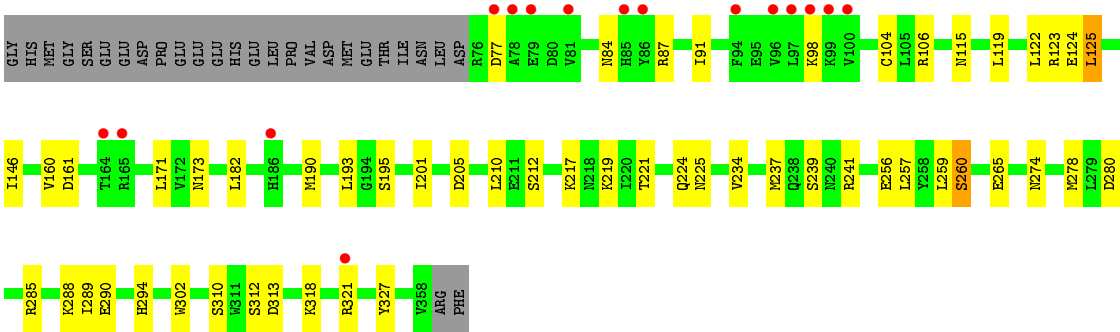 GLY HIS MET GLY SER GLU GLU ASP PRO GLU GLU GLU HIS GLU LEU PRO VAL ASP MET GLU THR ILE ASN LEU ASP R76 D77 A78 E79 D80 V81 N84 H85 Y86 R87 I91 F94 E95 V96 L97 K98 K99 V100 C104 L105 R106 N115 L119 L122 R123 E124 L125
I146 V160 D161 T164 R165 L171 V172 N173 L182 H186 M190 L193 G194 S195 I201 D205 L210 E211 S212 K217 N218 K219 I220 T221 Q224 N225 V234 M237 Q238 S239 N240 R241 E256 L257 Y258 L259 S260 E265 N274 M278 L279 D280
R285 K288 I289 E290 H294 W302 S310 W311 S312 D313 K318 R321 Y327 V358 ARG PHE